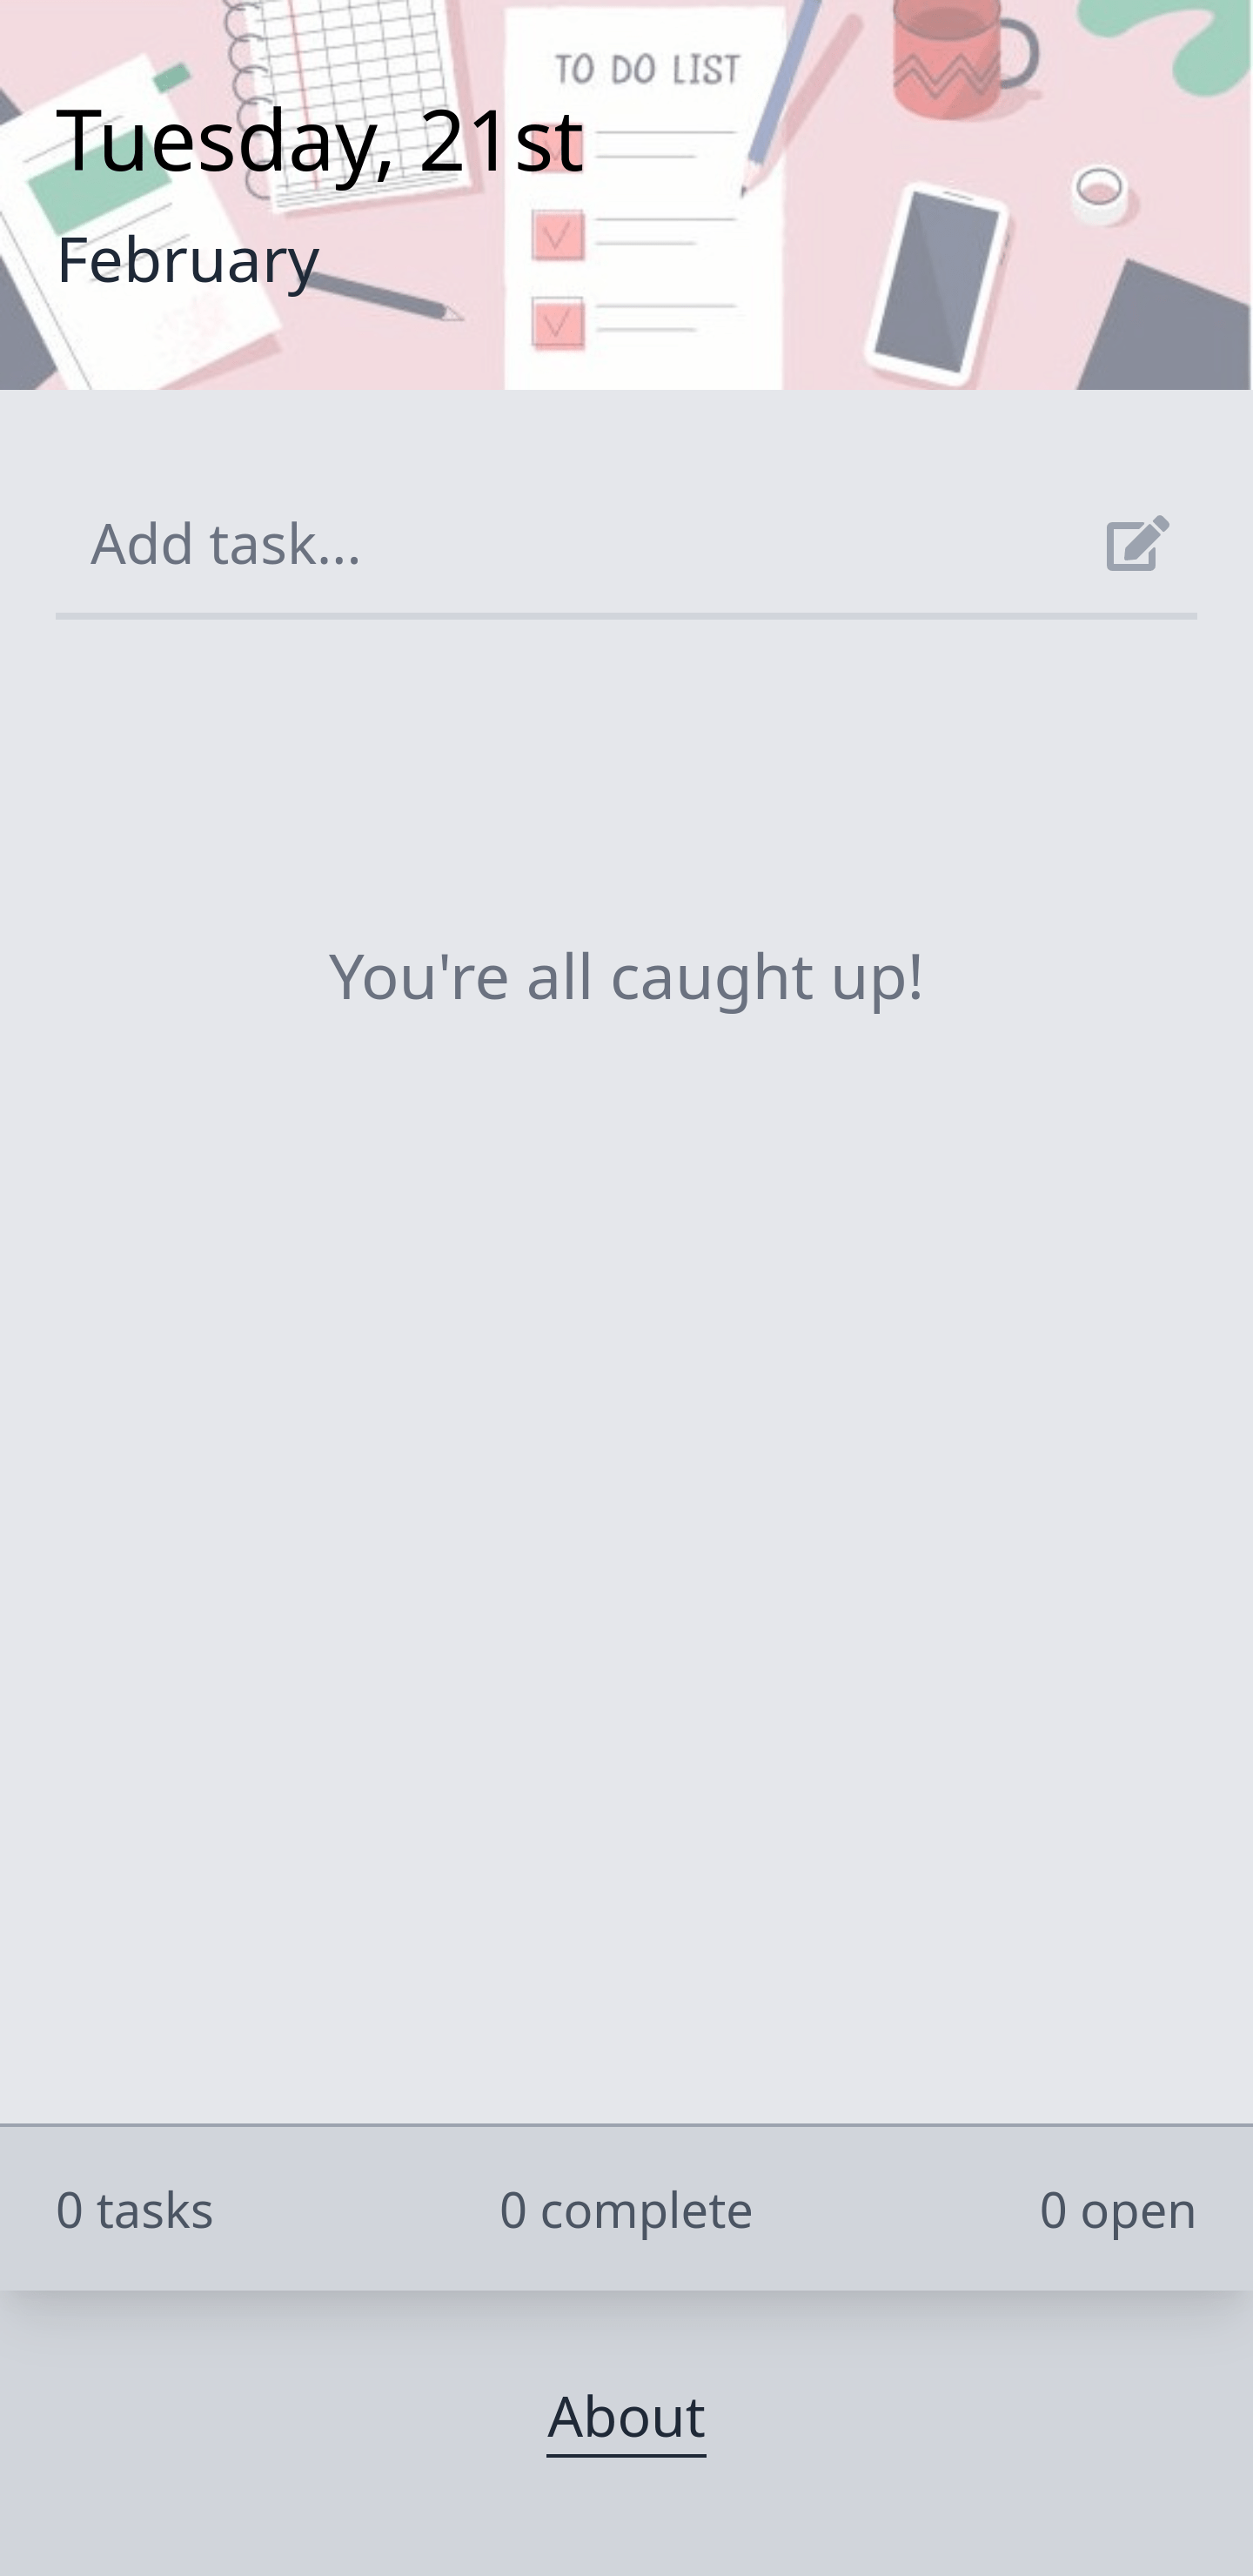 TO DO LIST
Tuesday, 21st
February
Add task...
You're all caught up!
0 tasks
0 complete
0 open
About